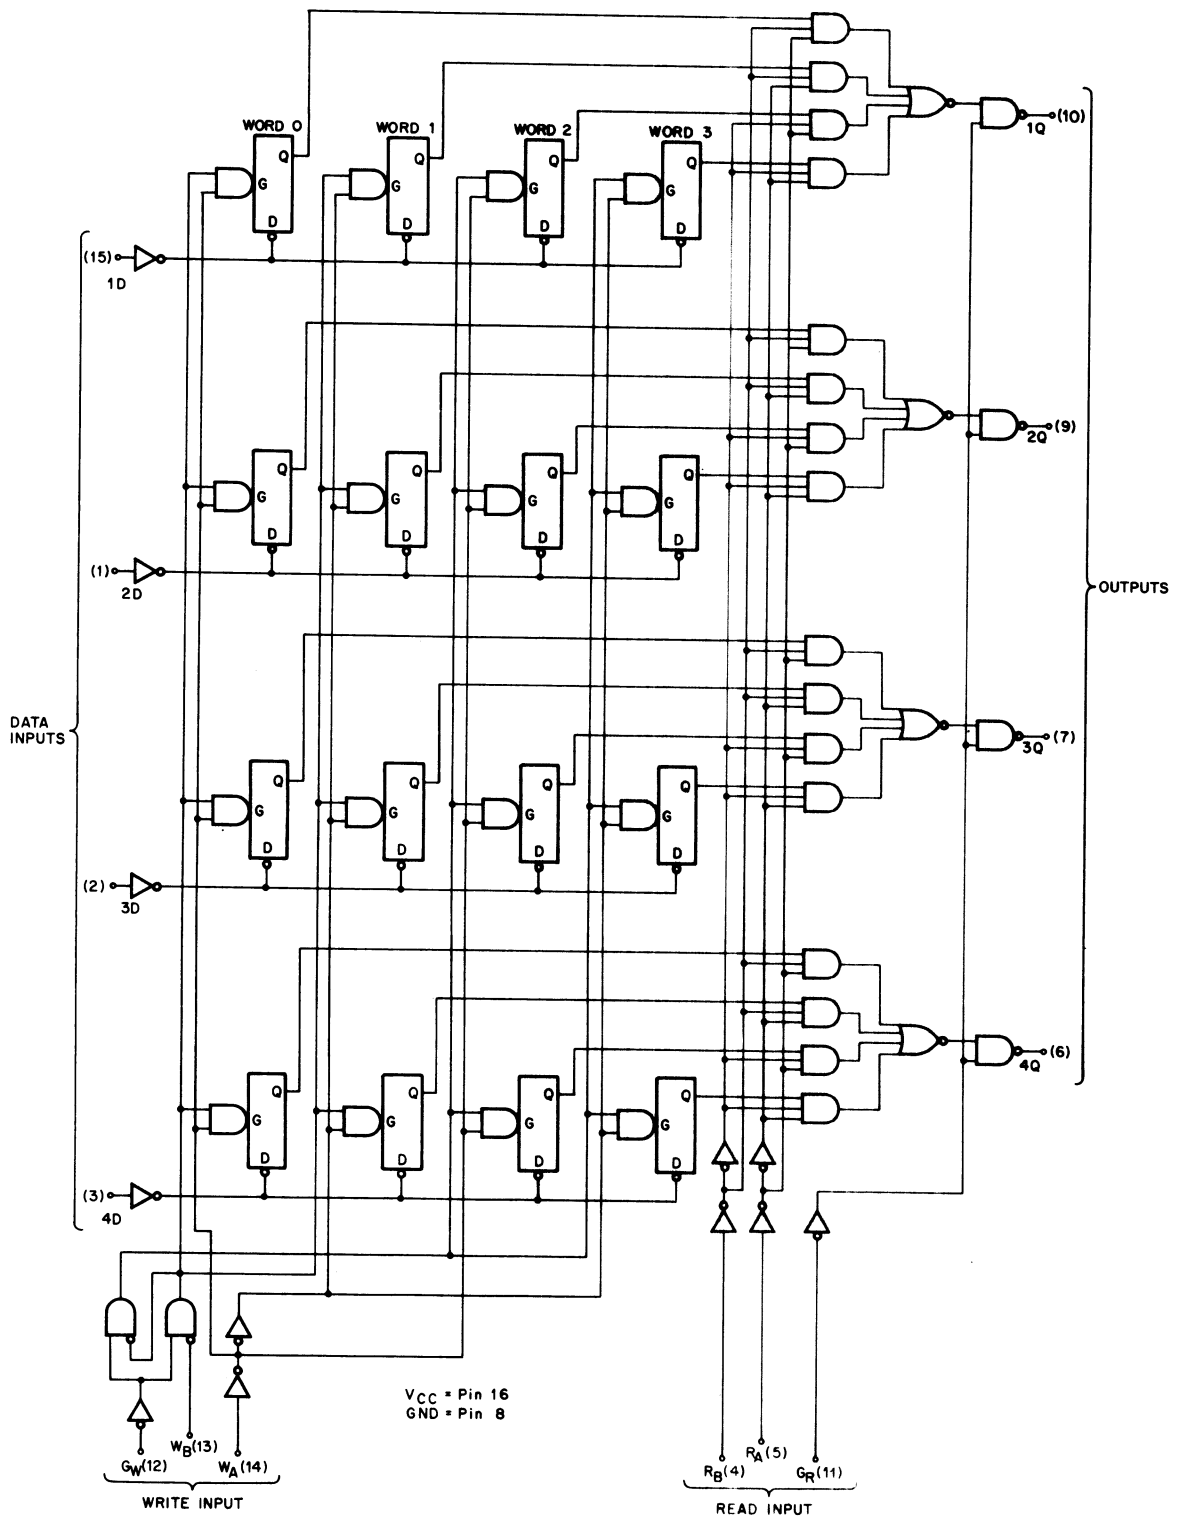 WORD 0
WORD 1
WORD 2
WORD 3
Q
Q
Q
Q
G
G
G
G
D
D
D
D
(15)
1D
1Q
(10)
Q
Q
Q
Q
G
G
G
G
D
D
D
D
(1)
2D
2Q
(9)
OUTPUTS
DATA
INPUTS
Q
Q
Q
Q
G
G
G
G
D
D
D
D
(2)
3D
3Q
(7)
Q
Q
Q
Q
G
G
G
G
D
D
D
D
(3)
4D
4Q
(6)
VCC = Pin 16
GND = Pin 8
GW(12)
WB(13)
WA(14)
WRITE INPUT
RB(4)
RA(5)
GR(11)
READ INPUT